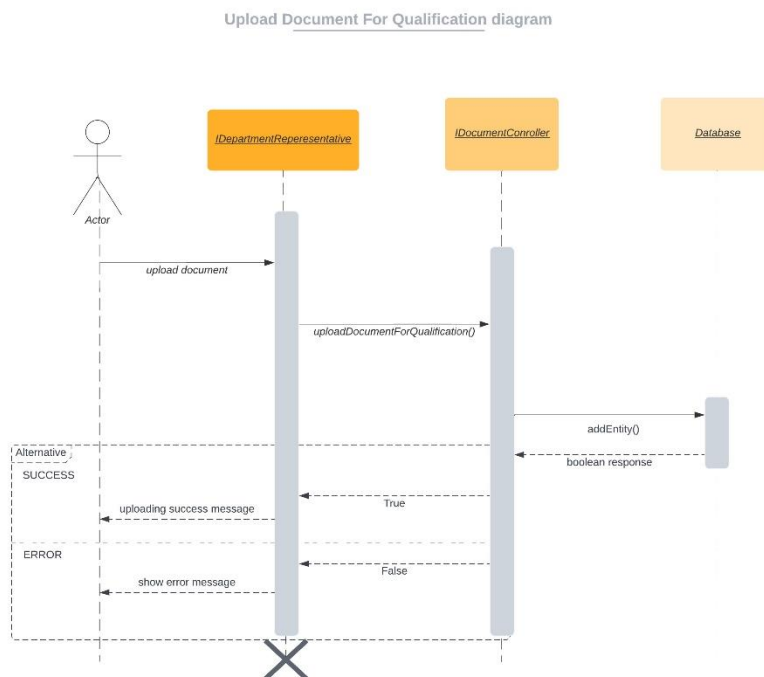 Upload Document For Qualification diagram
IDepartmentReperesentative
IDocumentConroller
Database
Actor
upload document
uploadDocumentForQualification()
addEntity()
Alternative
boolean response
SUCCESS
True
uploading success message
ERROR
False
show error message